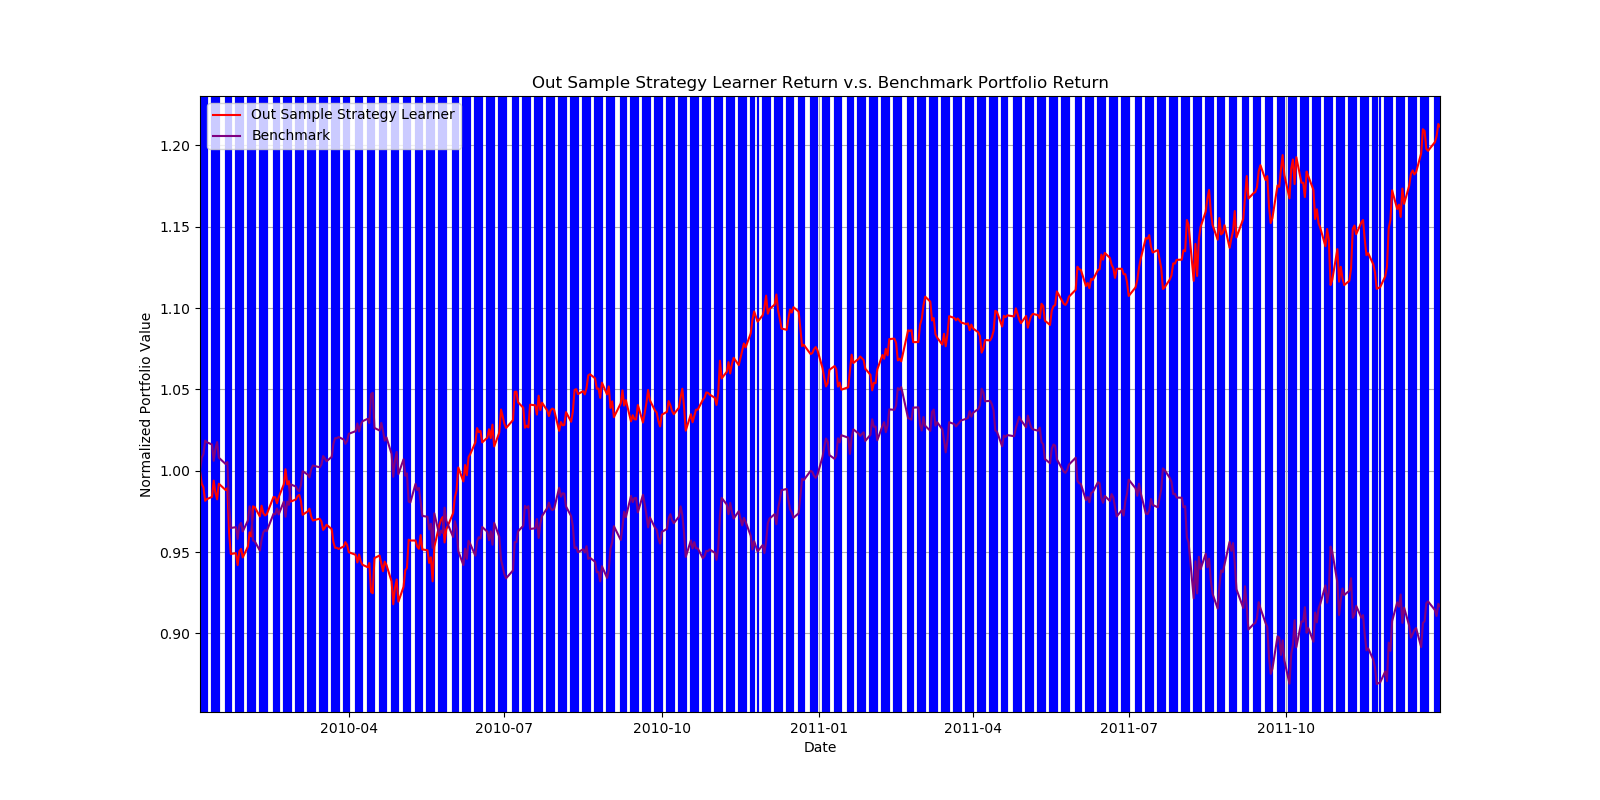 Out Sample Strategy Learner Return v.s. Benchmark Portfolio Return
Out Sample Strategy Learner
Benchmark
Normalized Portfolio Value
1.20
1.15
1.10
1.05
1.00
0.95
0.90
2010-04
2010-07
2010-10
2011-01
2011-04
2011-07
2011-10
Date